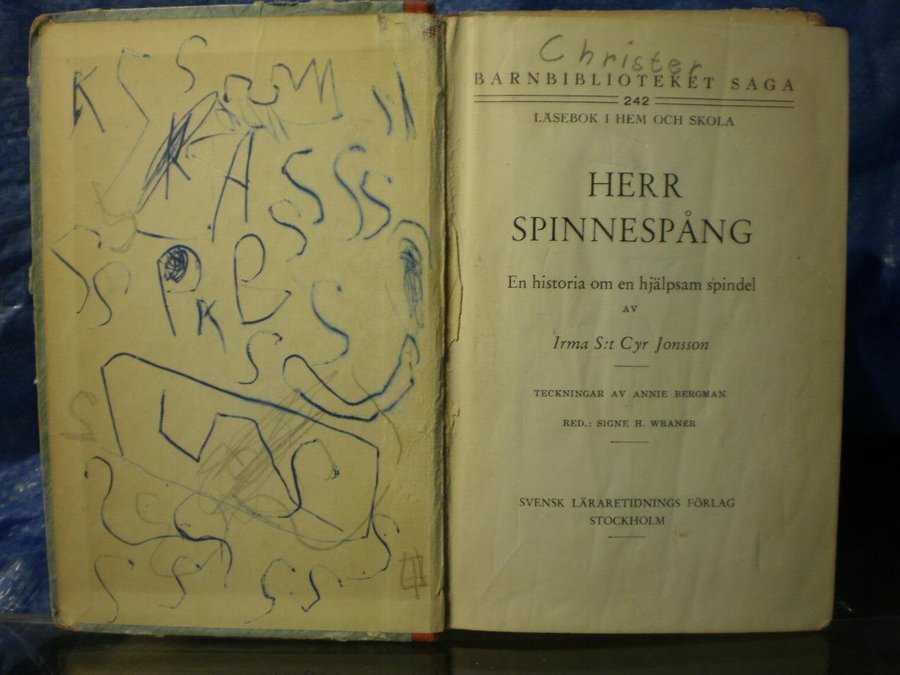 K S S S M
K A S S S
S S P K B S S
K S
S
S S S S S
Christer
BARNBIBLIOTEKET SAGA
242
LÄSEBOK I HEM OCH SKOLA
HERR
SPINNESPÅNG
En historia om en hjälpsam spindel
AV
Irma S:t Cyr Jonsson
TECKNINGAR AV ANNIE BERGMAN
RED.: SIGNE H. WRANÉR
SVENSK LÄRARETIDNINGS FÖRLAG
STOCKHOLM